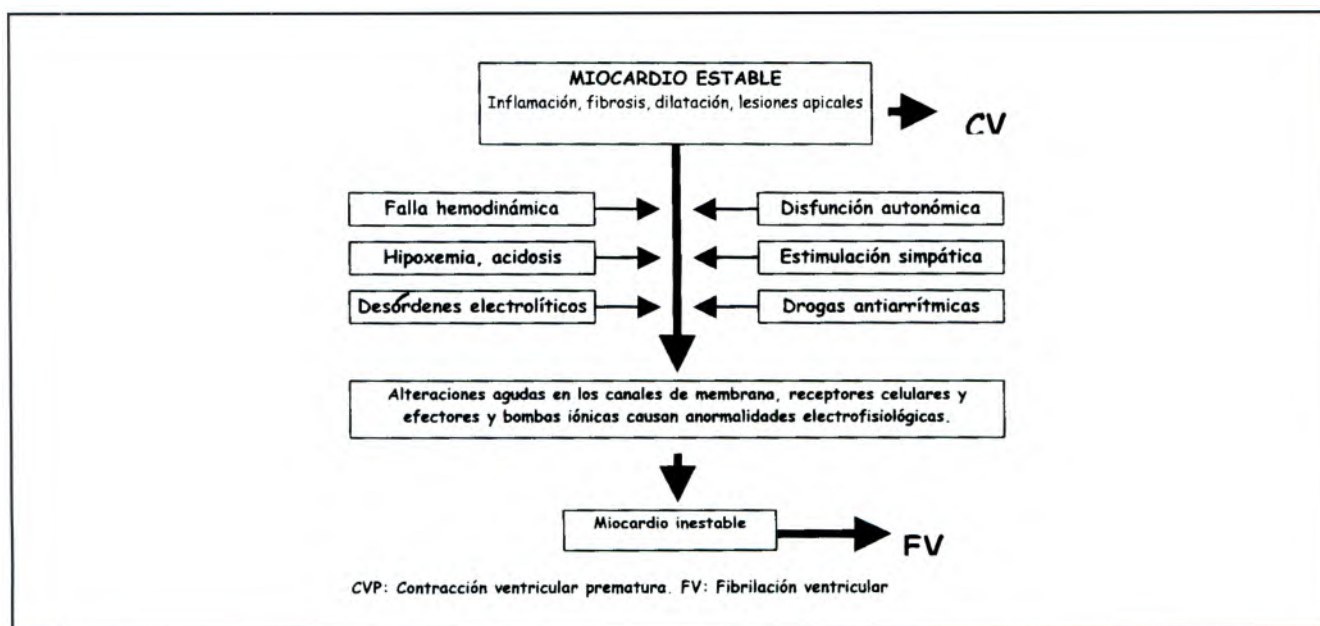 MIOCARDIO ESTABLE
Inflamación, fibrosis, dilatación, lesiones apicales
CV
Falla hemodinámica
Disfunción autonómica
Hipoxemia, acidosis
Estimulación simpática
Desórdenes electrolíticos
Drogas antiarrítmicas
Alteraciones agudas en los canales de membrana, receptores celulares y
efectores y bombas iónicas causan anormalidades electrofisiológicas.
Miocardio inestable
FV
CVP: Contracción ventricular prematura. FV: Fibrilación ventricular